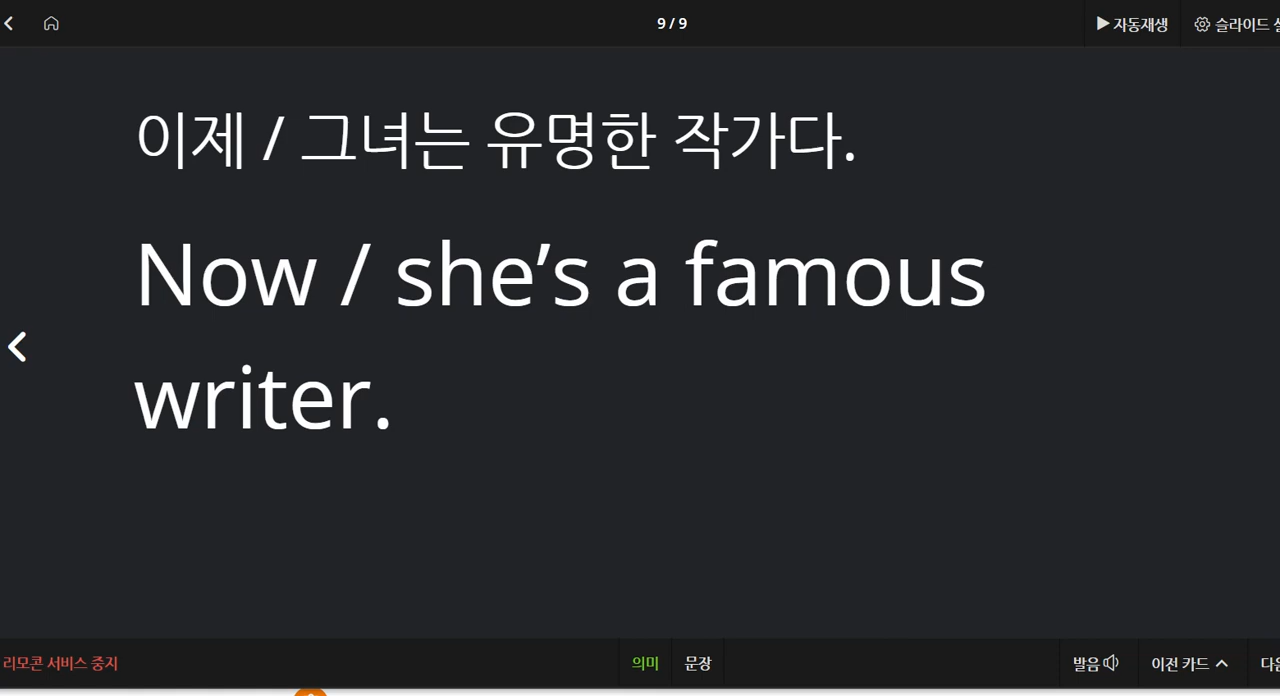 9 / 9
자동재생
슬라이드
이제 / 그녀는 유명한 작가다.
Now / she’s a famous
writer.
리모콘 서비스 중지
의미
문장
발음
이전 카드